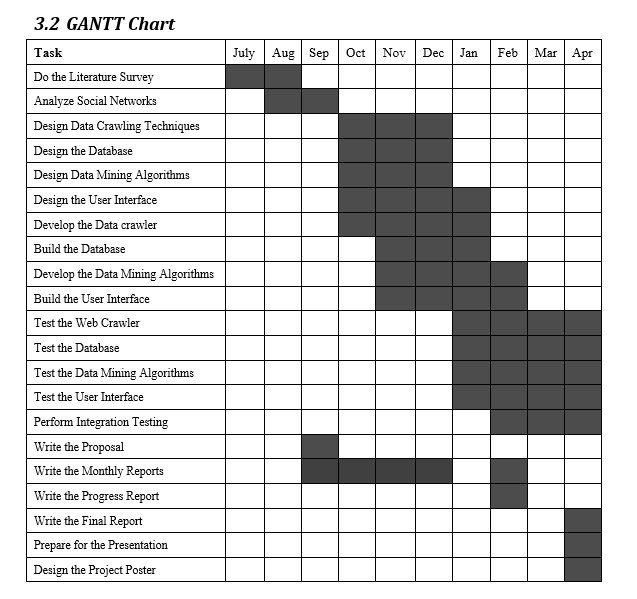 3.2 GANTT Chart
Task July Aug Sep Oct Nov Dec Jan Feb Mar Apr
Do the Literature Survey
Analyze Social Networks
Design Data Crawling Techniques
Design the Database
Design Data Mining Algorithms
Design the User Interface
Develop the Data crawler
Build the Database
Develop the Data Mining Algorithms
Build the User Interface
Test the Web Crawler
Test the Database
Test the Data Mining Algorithms
Test the User Interface
Perform Integration Testing
Write the Proposal
Write the Monthly Reports
Write the Progress Report
Write the Final Report
Prepare for the Presentation
Design the Project Poster